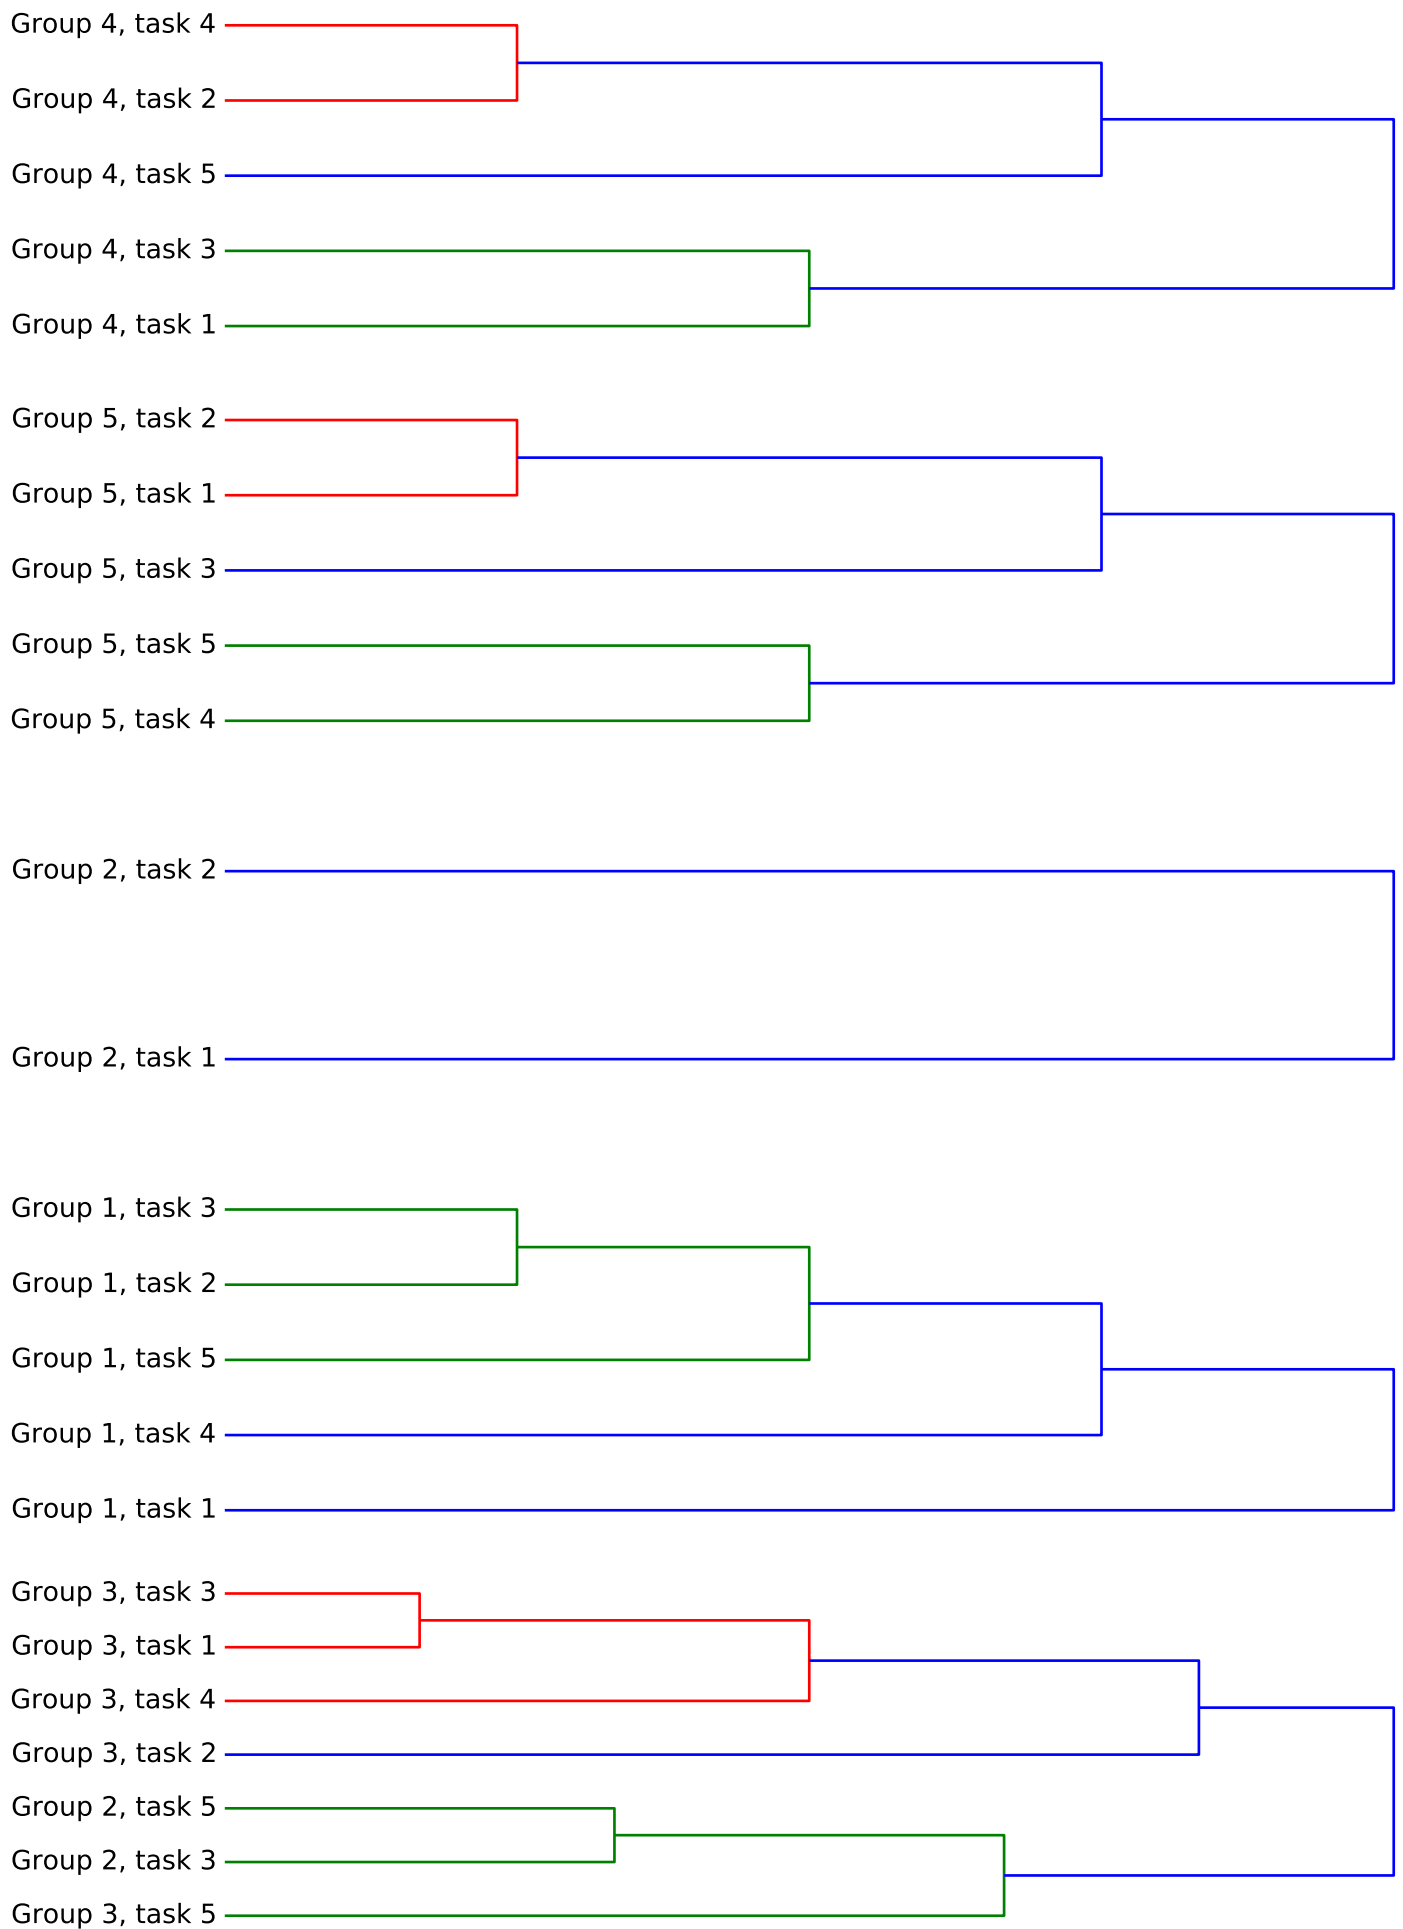 Group 4, task 4
Group 4, task 2
Group 4, task 5
Group 4, task 3
Group 4, task 1
Group 5, task 2
Group 5, task 1
Group 5, task 3
Group 5, task 5
Group 5, task 4
Group 2, task 2
Group 2, task 1
Group 1, task 3
Group 1, task 2
Group 1, task 5
Group 1, task 4
Group 1, task 1
Group 3, task 3
Group 3, task 1
Group 3, task 4
Group 3, task 2
Group 2, task 5
Group 2, task 3
Group 3, task 5